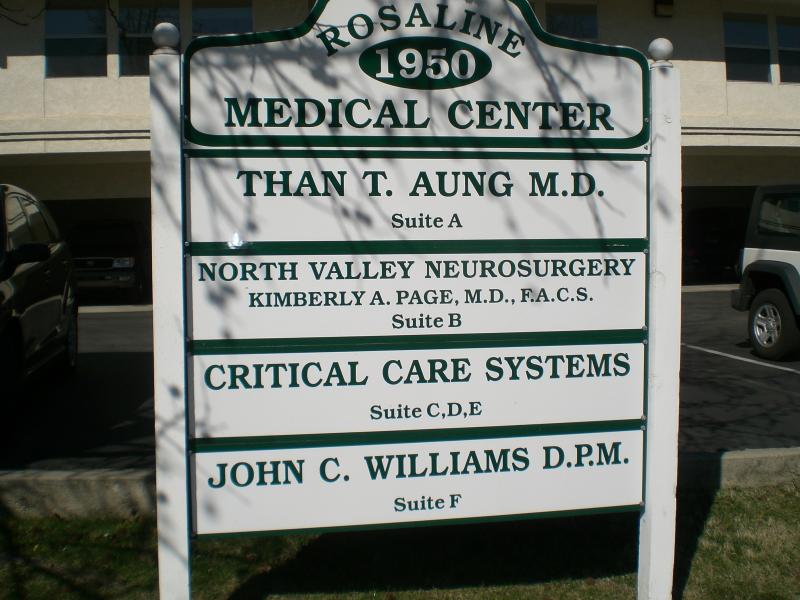 ROSALINE
1950
MEDICAL CENTER
THAN T. AUNG M.D.
Suite A
NORTH VALLEY NEUROSURGERY
KIMBERLY A. PAGE, M.D., F.A.C.S.
Suite B
CRITICAL CARE SYSTEMS
Suite C,D,E
JOHN C. WILLIAMS D.P.M.
Suite F